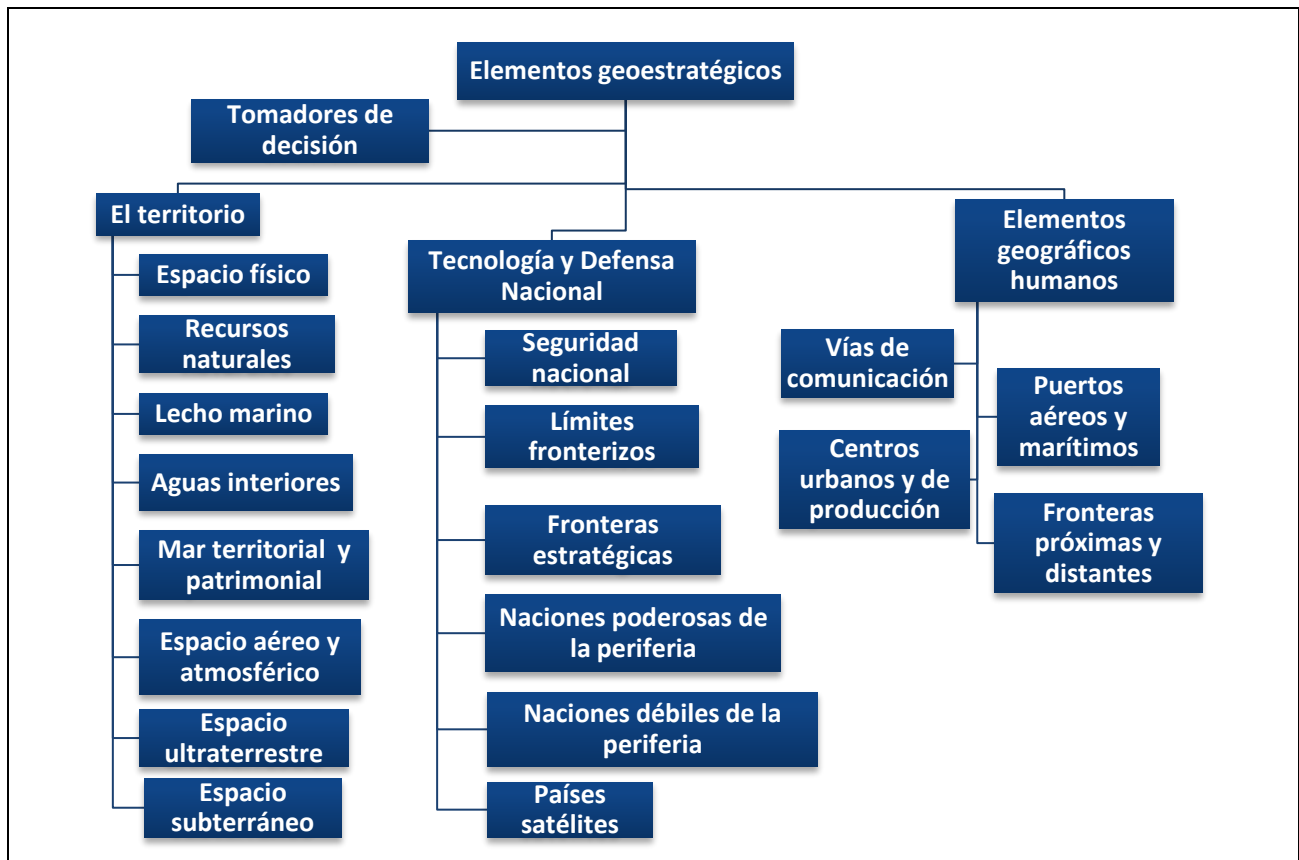 Elementos geoestratégicos
Tomadores de
decisión
El territorio
Espacio físico
Recursos
naturales
Lecho marino
Aguas interiores
Mar territorial y
patrimonial
Espacio aéreo y
atmosférico
Espacio
ultraterrestre
Espacio
subterráneo
Tecnología y Defensa
Nacional
Seguridad
nacional
Límites
fronterizos
Fronteras
estratégicas
Naciones poderosas de
la periferia
Naciones débiles de la
periferia
Países
satélites
Elementos
geográficos
humanos
Vías de
comunicación
Puertos
aéreos y
marítimos
Centros
urbanos y de
producción
Fronteras
próximas y
distantes